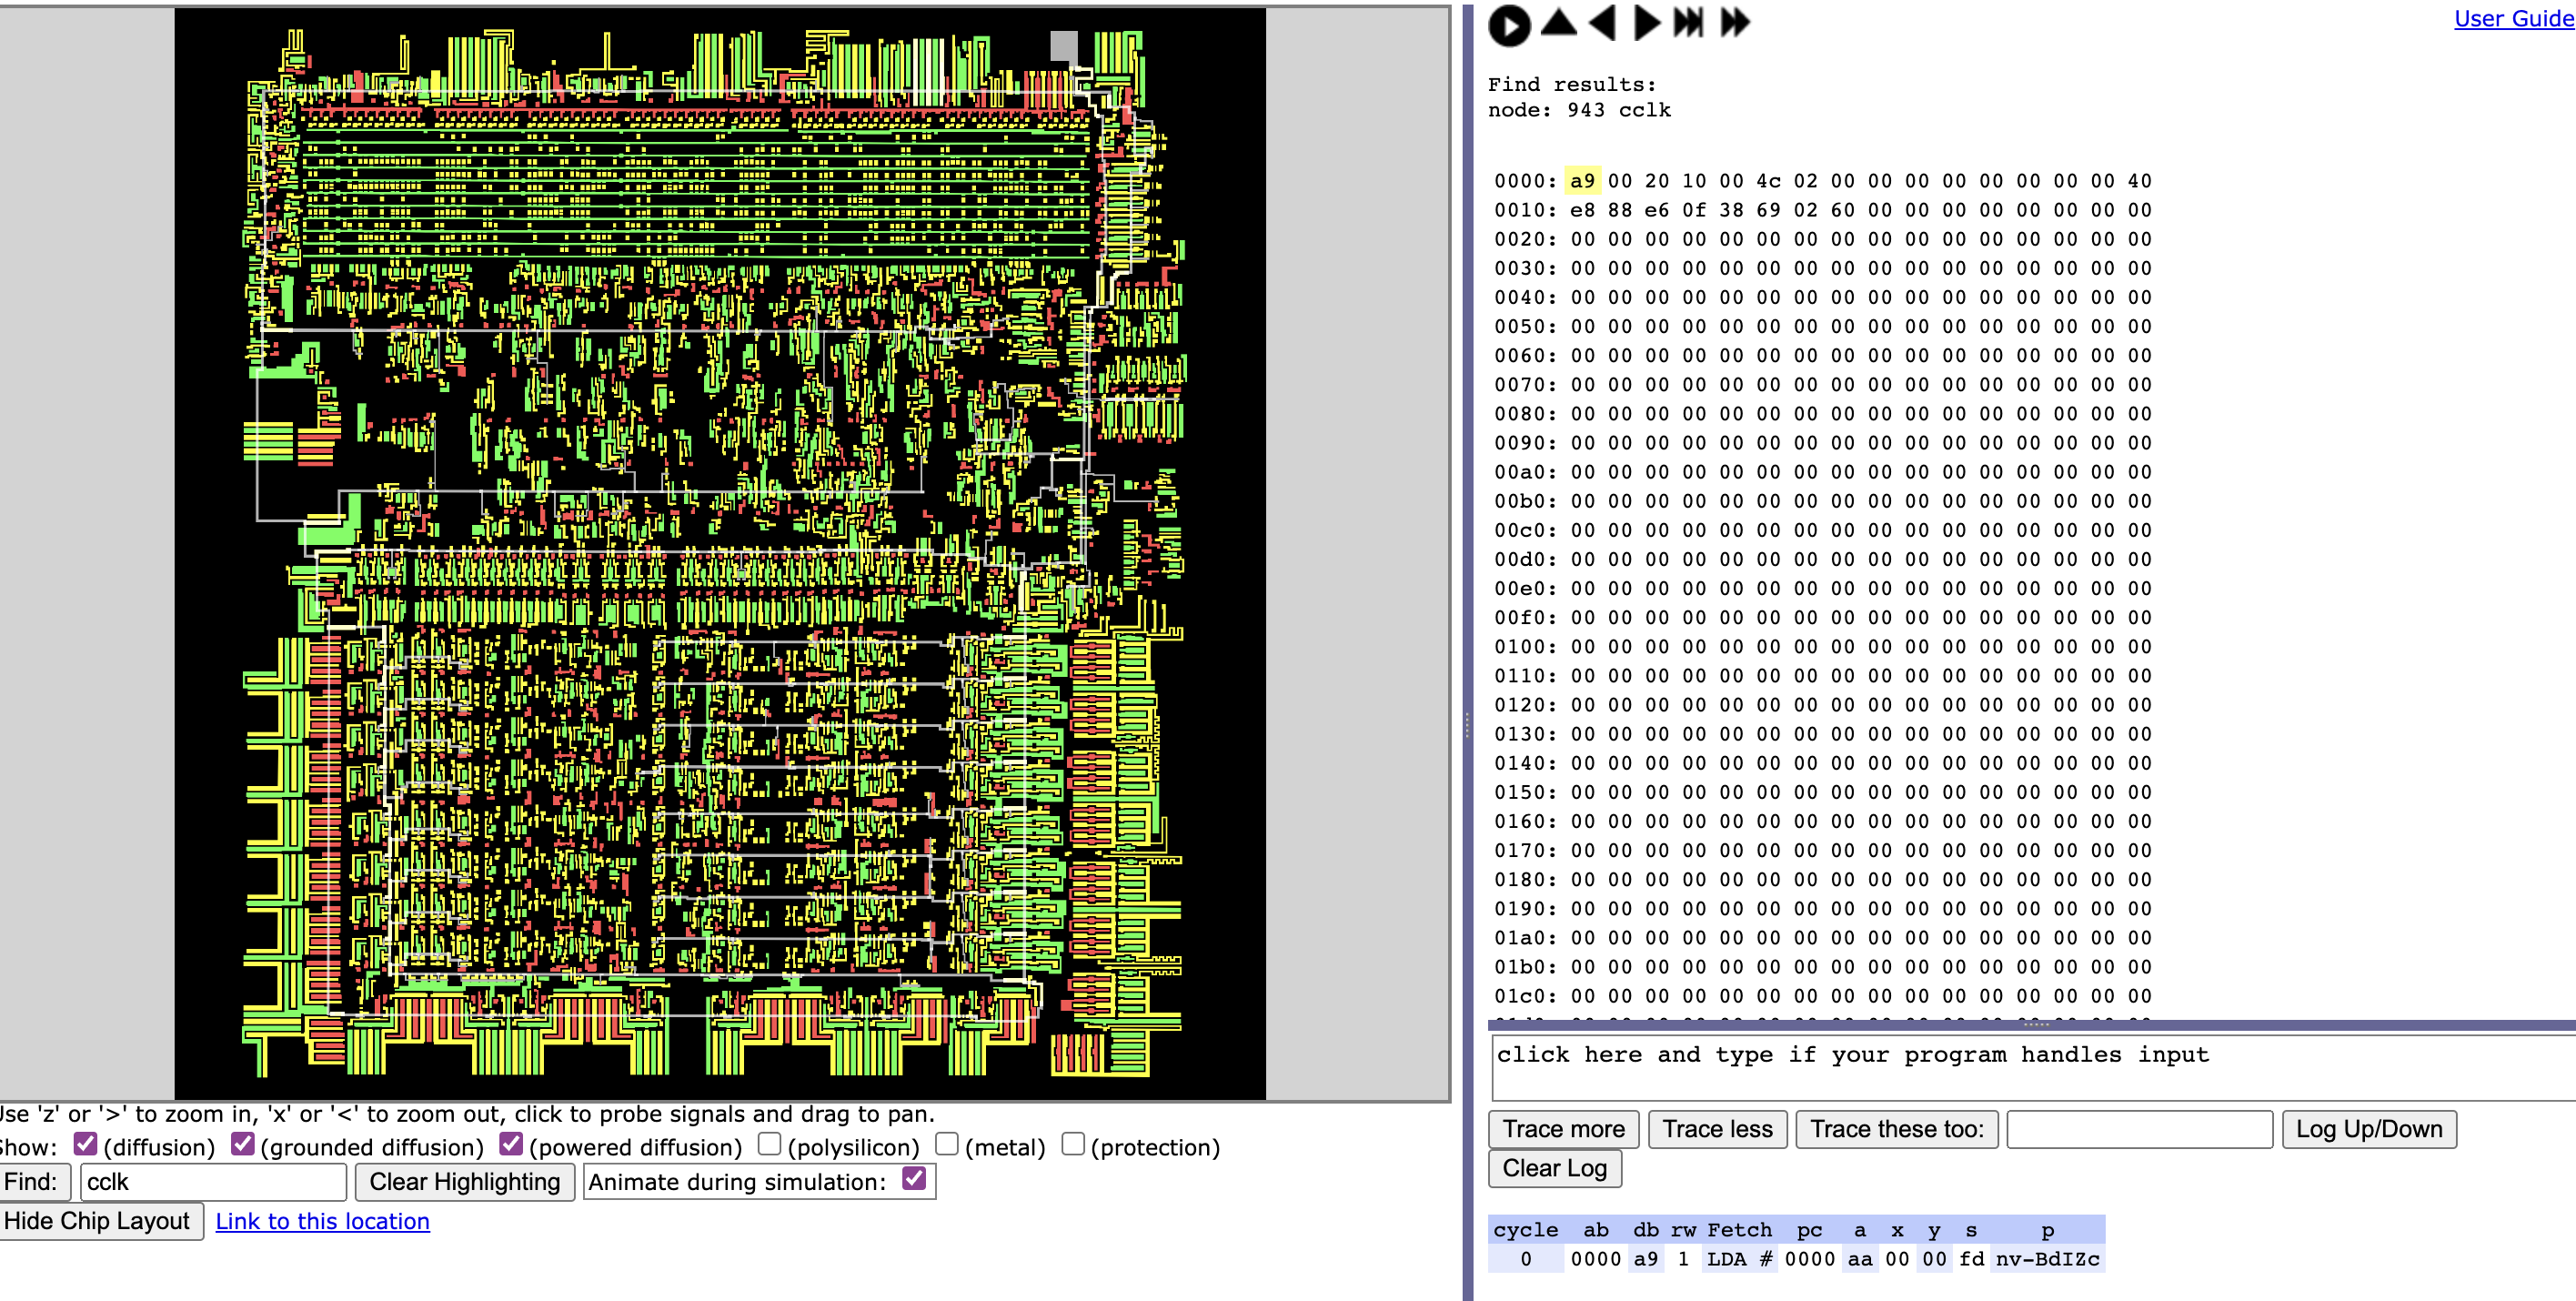 User Guide
Find results:
node: 943 cclk
0000: a9 00 20 10 00 4c 02 00 00 00 00 00 00 00 00 40
0010: e8 88 e6 0f 38 69 02 60 00 00 00 00 00 00 00 00
0020: 00 00 00 00 00 00 00 00 00 00 00 00 00 00 00 00
0030: 00 00 00 00 00 00 00 00 00 00 00 00 00 00 00 00
0040: 00 00 00 00 00 00 00 00 00 00 00 00 00 00 00 00
0050: 00 00 00 00 00 00 00 00 00 00 00 00 00 00 00 00
0060: 00 00 00 00 00 00 00 00 00 00 00 00 00 00 00 00
0070: 00 00 00 00 00 00 00 00 00 00 00 00 00 00 00 00
0080: 00 00 00 00 00 00 00 00 00 00 00 00 00 00 00 00
0090: 00 00 00 00 00 00 00 00 00 00 00 00 00 00 00 00
00a0: 00 00 00 00 00 00 00 00 00 00 00 00 00 00 00 00
00b0: 00 00 00 00 00 00 00 00 00 00 00 00 00 00 00 00
00c0: 00 00 00 00 00 00 00 00 00 00 00 00 00 00 00 00
00d0: 00 00 00 00 00 00 00 00 00 00 00 00 00 00 00 00
00e0: 00 00 00 00 00 00 00 00 00 00 00 00 00 00 00 00
00f0: 00 00 00 00 00 00 00 00 00 00 00 00 00 00 00 00
0100: 00 00 00 00 00 00 00 00 00 00 00 00 00 00 00 00
0110: 00 00 00 00 00 00 00 00 00 00 00 00 00 00 00 00
0120: 00 00 00 00 00 00 00 00 00 00 00 00 00 00 00 00
0130: 00 00 00 00 00 00 00 00 00 00 00 00 00 00 00 00
0140: 00 00 00 00 00 00 00 00 00 00 00 00 00 00 00 00
0150: 00 00 00 00 00 00 00 00 00 00 00 00 00 00 00 00
0160: 00 00 00 00 00 00 00 00 00 00 00 00 00 00 00 00
0170: 00 00 00 00 00 00 00 00 00 00 00 00 00 00 00 00
0180: 00 00 00 00 00 00 00 00 00 00 00 00 00 00 00 00
0190: 00 00 00 00 00 00 00 00 00 00 00 00 00 00 00 00
01a0: 00 00 00 00 00 00 00 00 00 00 00 00 00 00 00 00
01b0: 00 00 00 00 00 00 00 00 00 00 00 00 00 00 00 00
01c0: 00 00 00 00 00 00 00 00 00 00 00 00 00 00 00 00
click here and type if your program handles input
Trace more Trace less Trace these too: Log Up/Down
Clear Log
cycle ab db rw Fetch pc a x y s p
0 0000 a9 1 LDA # 0000 aa 00 00 fd nv-BdIZc
Use 'z' or '>' to zoom in, 'x' or '<' to zoom out, click to probe signals and drag to pan.
Show: (diffusion) (grounded diffusion) (powered diffusion) (polysilicon) (metal) (protection)
Find: cclk Clear Highlighting Animate during simulation:
Hide Chip Layout Link to this location